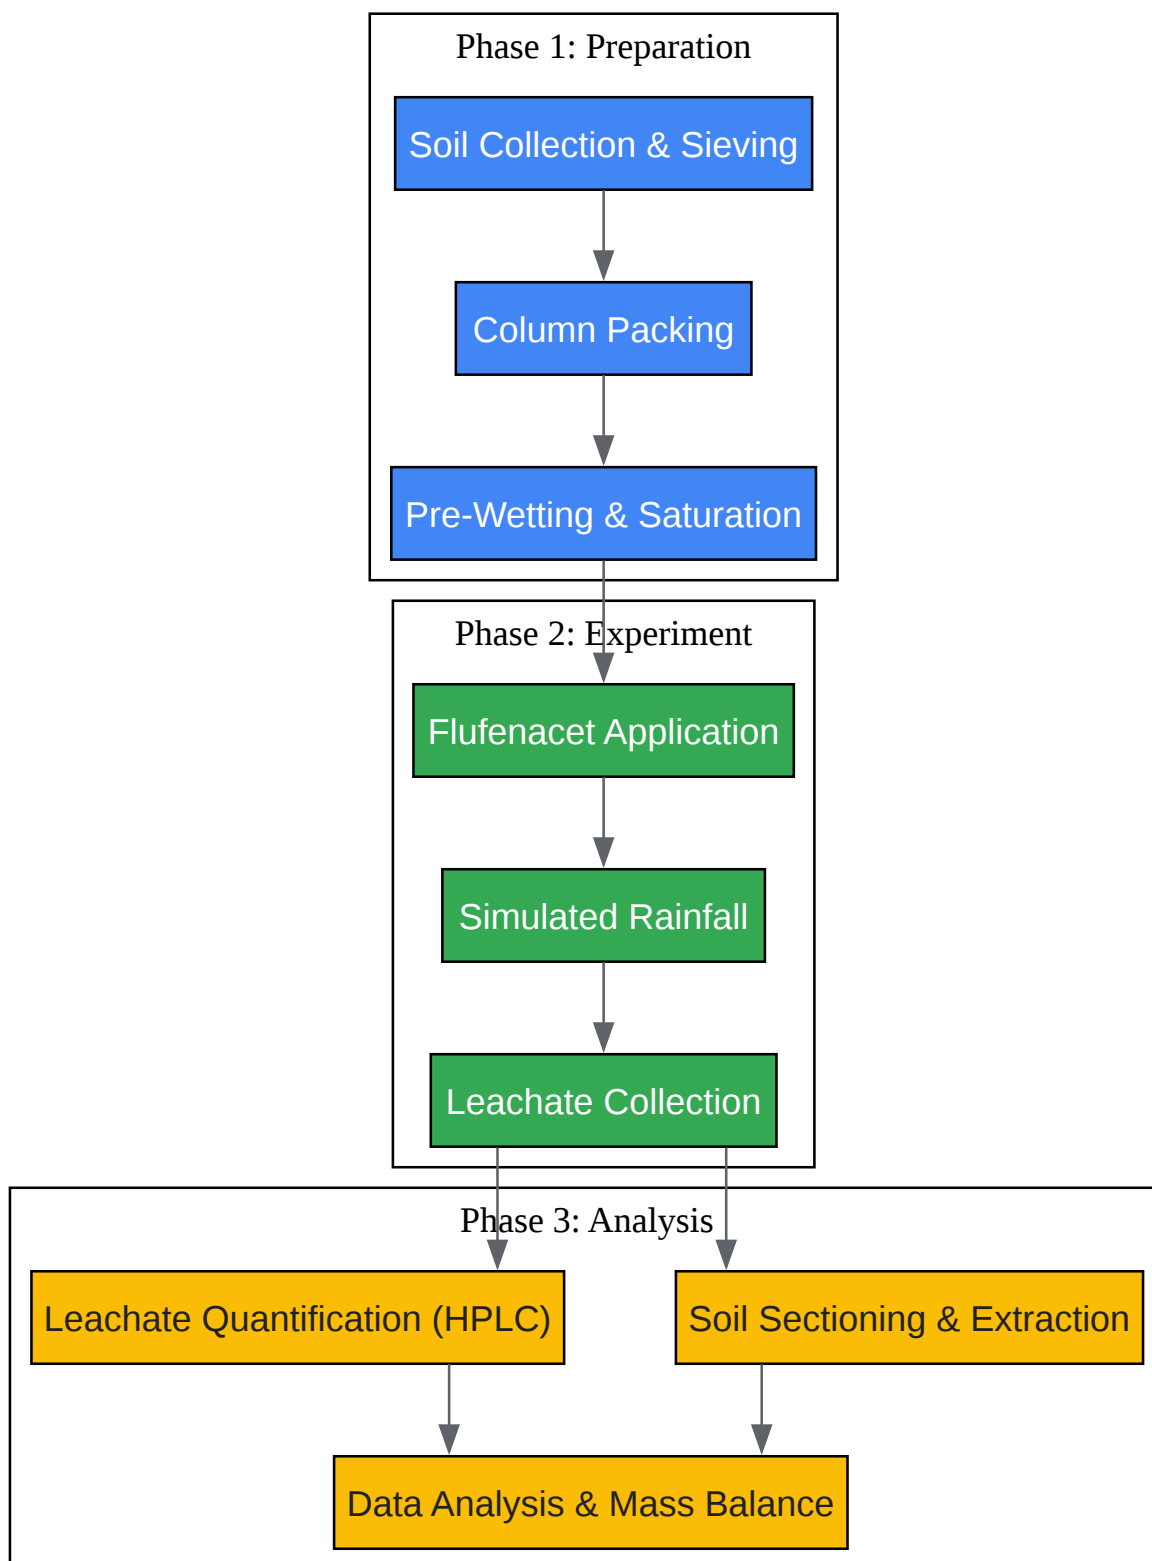 Phase 1: Preparation
Soil Collection & Sieving
Column Packing
Pre-Wetting & Saturation
Phase 2: Experiment
Flufenacet Application
Simulated Rainfall
Leachate Collection
Phase 3: Analysis
Leachate Quantification (HPLC)
Soil Sectioning & Extraction
Data Analysis & Mass Balance